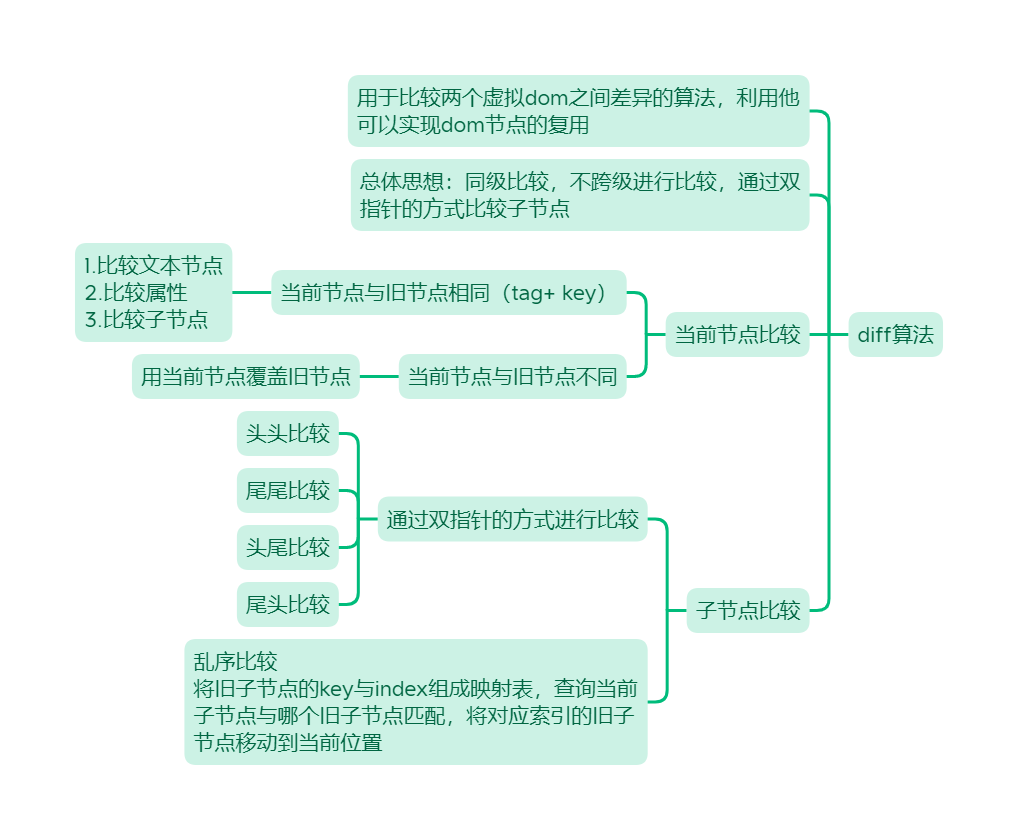 用于比较两个虚拟dom之间差异的算法，利用他
可以实现dom节点的复用
总体思想：同级比较，不跨级进行比较，通过双
指针的方式比较子节点
1.比较文本节点
2.比较属性
3.比较子节点
当前节点与旧节点相同（tag+ key）
当前节点比较
diff算法
用当前节点覆盖旧节点
当前节点与旧节点不同
头头比较
尾尾比较
头尾比较
尾头比较
通过双指针的方式进行比较
子节点比较
乱序比较
将旧子节点的key与index组成映射表，查询当前
子节点与哪个旧子节点匹配，将对应索引的旧子
节点移动到当前位置